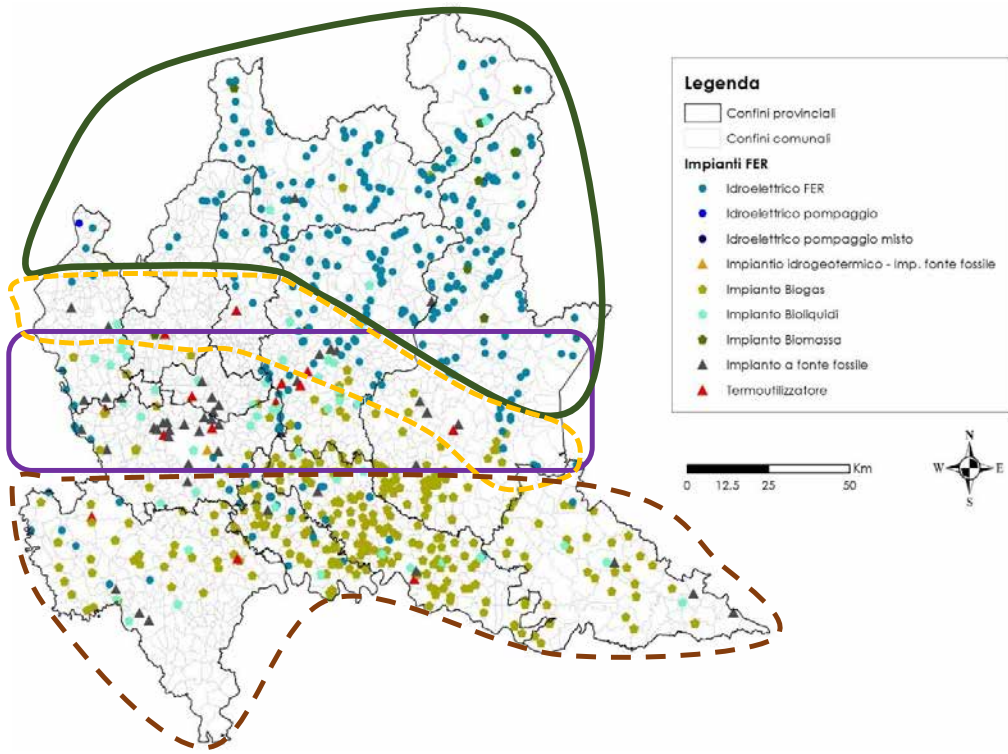 Legenda
Confini provinciali
Confini comunali
Impianti FER
Idroelettrico FER
Idroelettrico pompaggio
Idroelettrico pompaggio misto
Impiantio idrogeotermico - imp. fonte fossile
Impianto Biogas
Impianto Bioliquidi
Impianto Biomassa
Impianto a fonte fossile
Termoutilizzatore
Km
0 12.5 25 50
N
W E
S